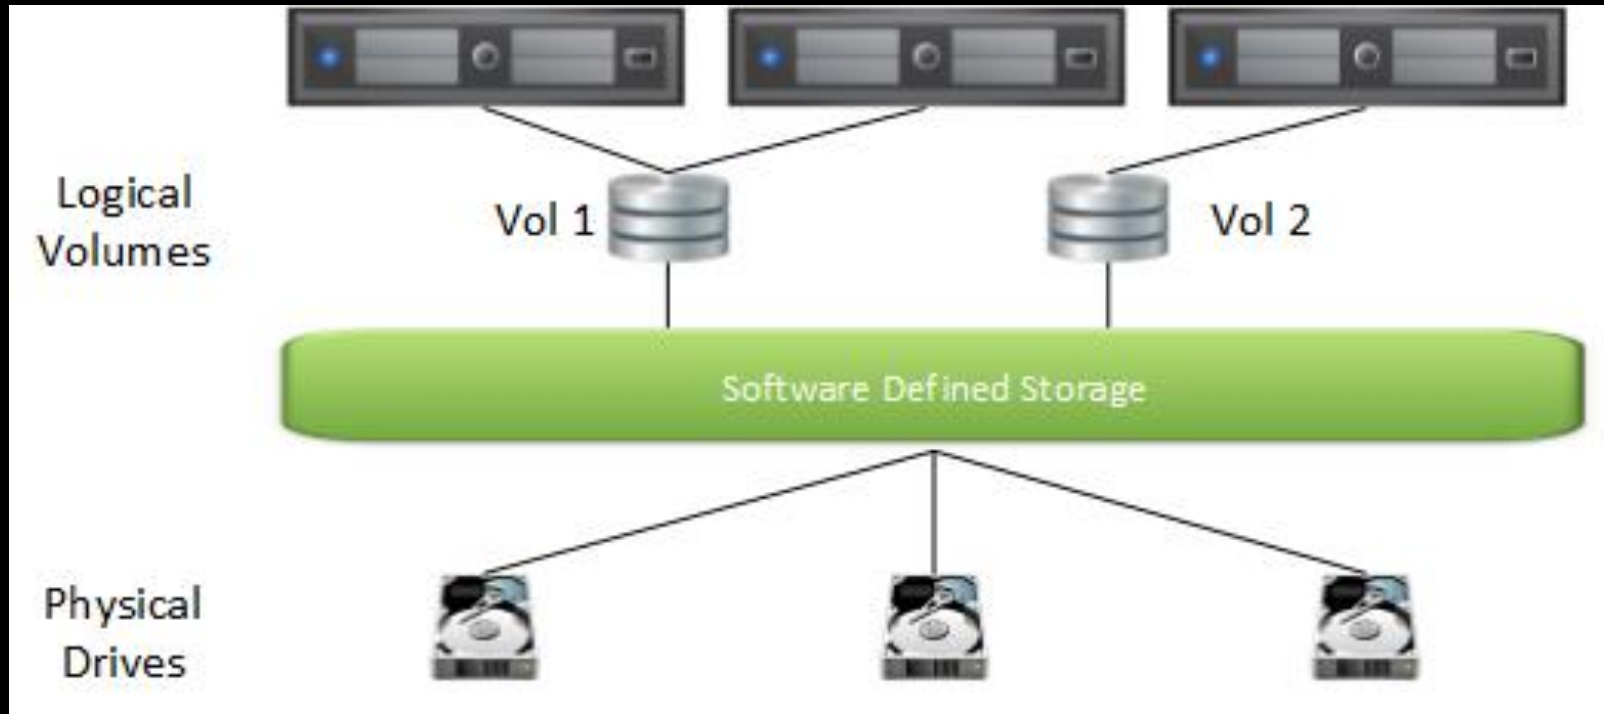 Logical
Volumes
Vol 1
Vol 2
Software Defined Storage
Physical
Drives